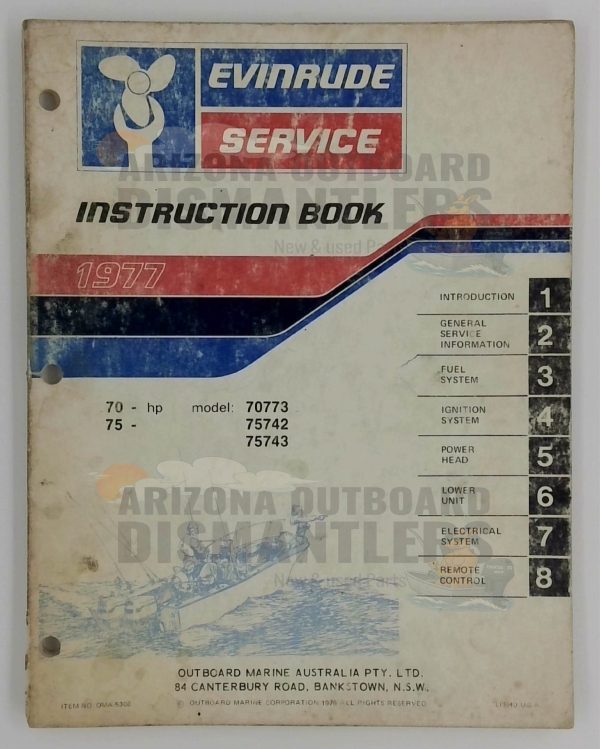 EVINRUDE
SERVICE
ARIZONA OUTBOARD
DISMANTLERS
New & used Parts
INSTRUCTION BOOK
1977
INTRODUCTION 1
GENERAL
SERVICE
INFORMATION 2
FUEL
SYSTEM 3
IGNITION
SYSTEM 4
POWER
HEAD 5
LOWER
UNIT 6
ELECTRICAL
SYSTEM 7
REMOTE
CONTROL 8
70 - hp model: 70773
75 - 75742
75743
ARIZONA OUTBOARD
DISMANTLERS
New & used Parts
OUTBOARD MARINE AUSTRALIA PTY. LTD.
84 CANTERBURY ROAD, BANKSTOWN, N.S.W.
ITEM NO.
© OUTBOARD MARINE CORPORATION 1976 ALL RIGHTS RESERVED